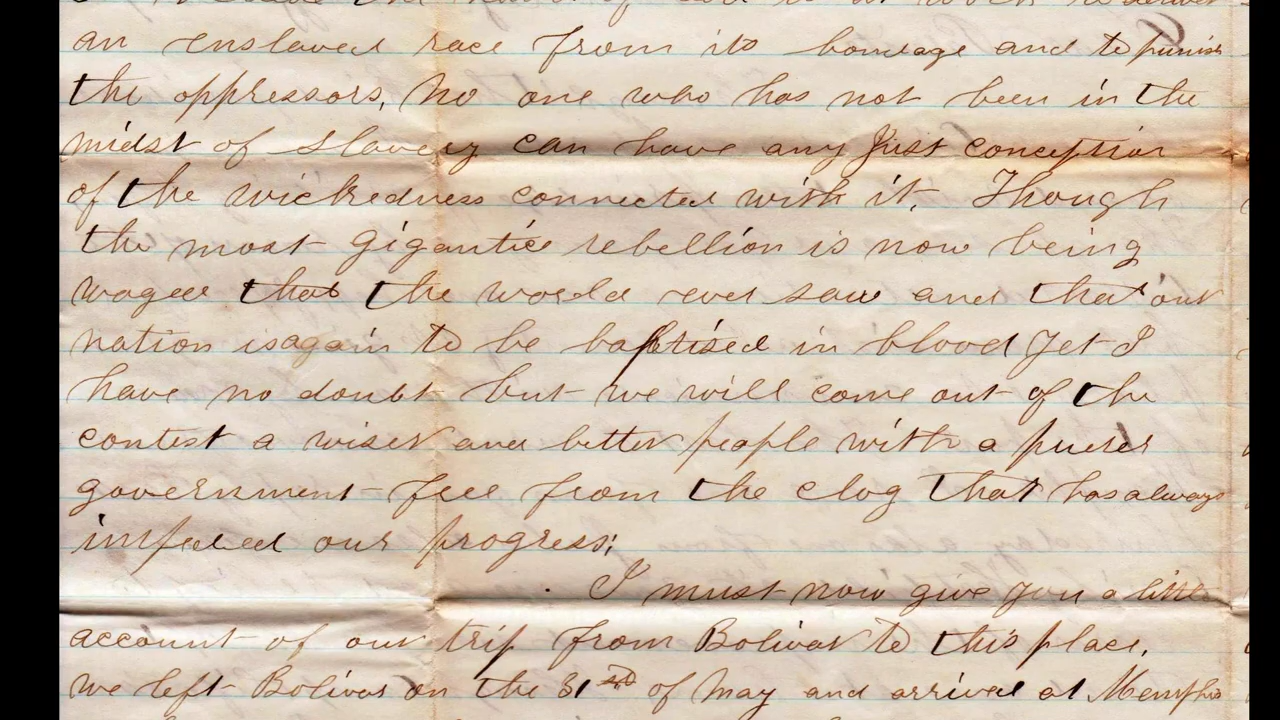 an enslaved race from its bondage and to punish
the oppressors, No one who has not been in the
midst of Slavery can have any Just conception
of the wickedness connected with it. Though
the most gigantic rebellion is now being
waged that the world ever saw and that our
nation is again to be baptised in blood Yet I
have no doubt but we will come out of the
contest a wiser and better people with a purer
government free from the clog that has always
impeded our progress;
I must now give you a little
account of our trip from Bolivar to this place,
we left Bolivar on the 31 of May and arrived at Memphis